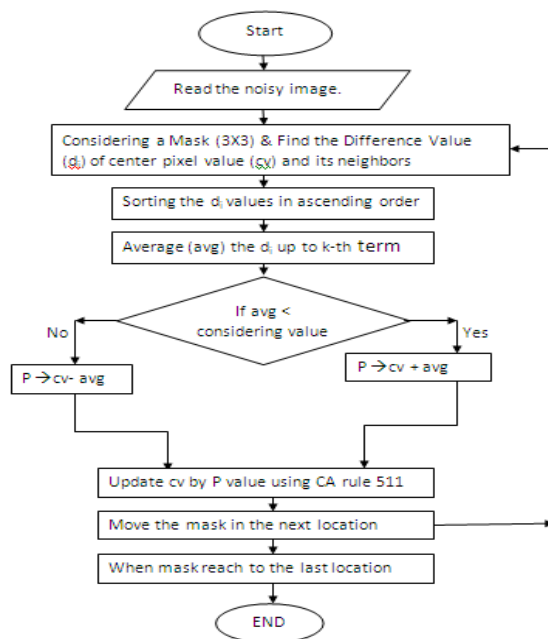 Start
Read the noisy image.
Considering a Mask (3X3) & Find the Difference Value
(di) of center pixel value (cv) and its neighbors
Sorting the di values in ascending order
Average (avg) the di up to k-th term
If avg <
considering value
No
Yes
P →cv- avg
P →cv + avg
Update cv by P value using CA rule 511
Move the mask in the next location
When mask reach to the last location
END